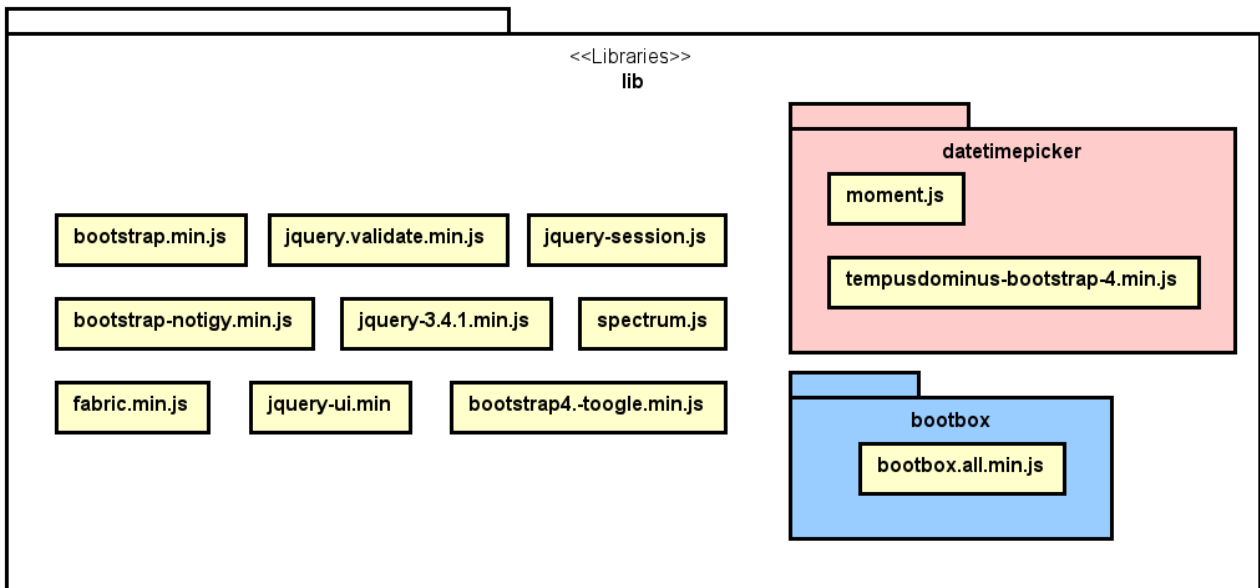 <<Libraries>>
lib
bootstrap.min.js
jquery.validate.min.js
jquery-session.js
bootstrap-notigy.min.js
jquery-3.4.1.min.js
spectrum.js
fabric.min.js
jquery-ui.min
bootstrap4.-toogle.min.js
datetimepicker
moment.js
tempusdominus-bootstrap-4.min.js
bootbox
bootbox.all.min.js